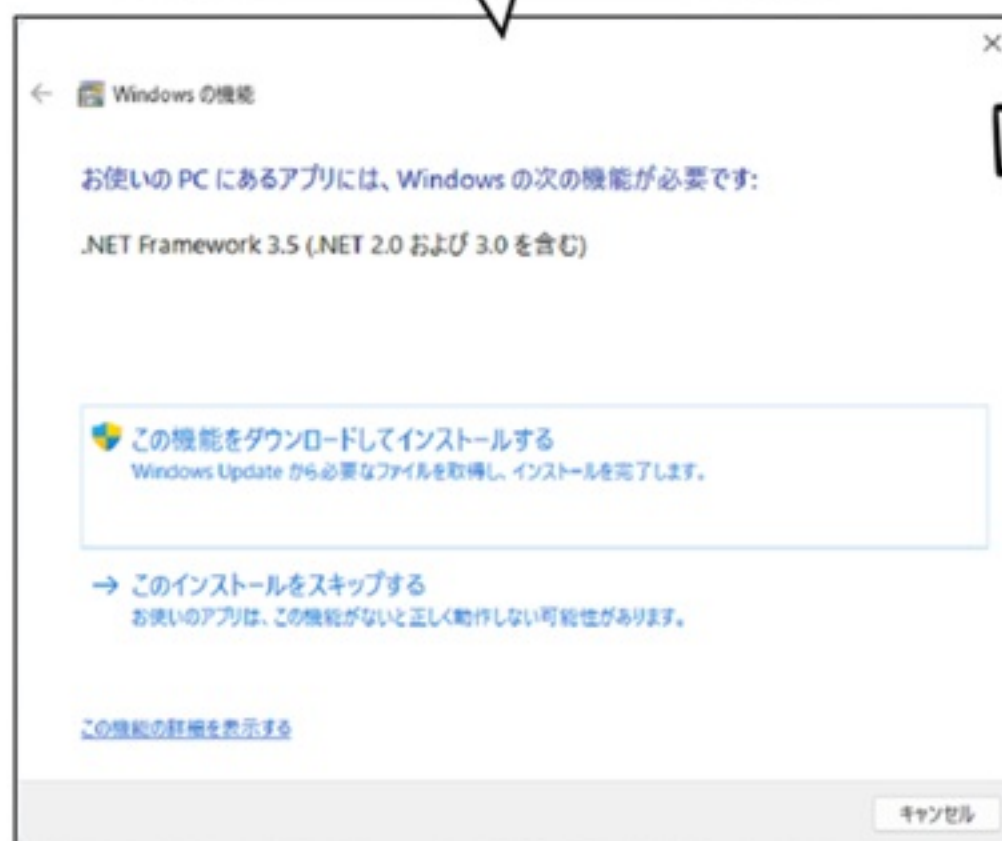 Windows の機能
お使いの PC にあるアプリには、Windows の次の機能が必要です:
.NET Framework 3.5 (.NET 2.0 および 3.0 を含む)
この機能をダウンロードしてインストールする
Windows Update から必要なファイルを取得し、インストールを完了します。
このインストールをスキップする
お使いのアプリは、この機能がないと正しく動作しない可能性があります。
この機能の詳細を表示する
キャンセル